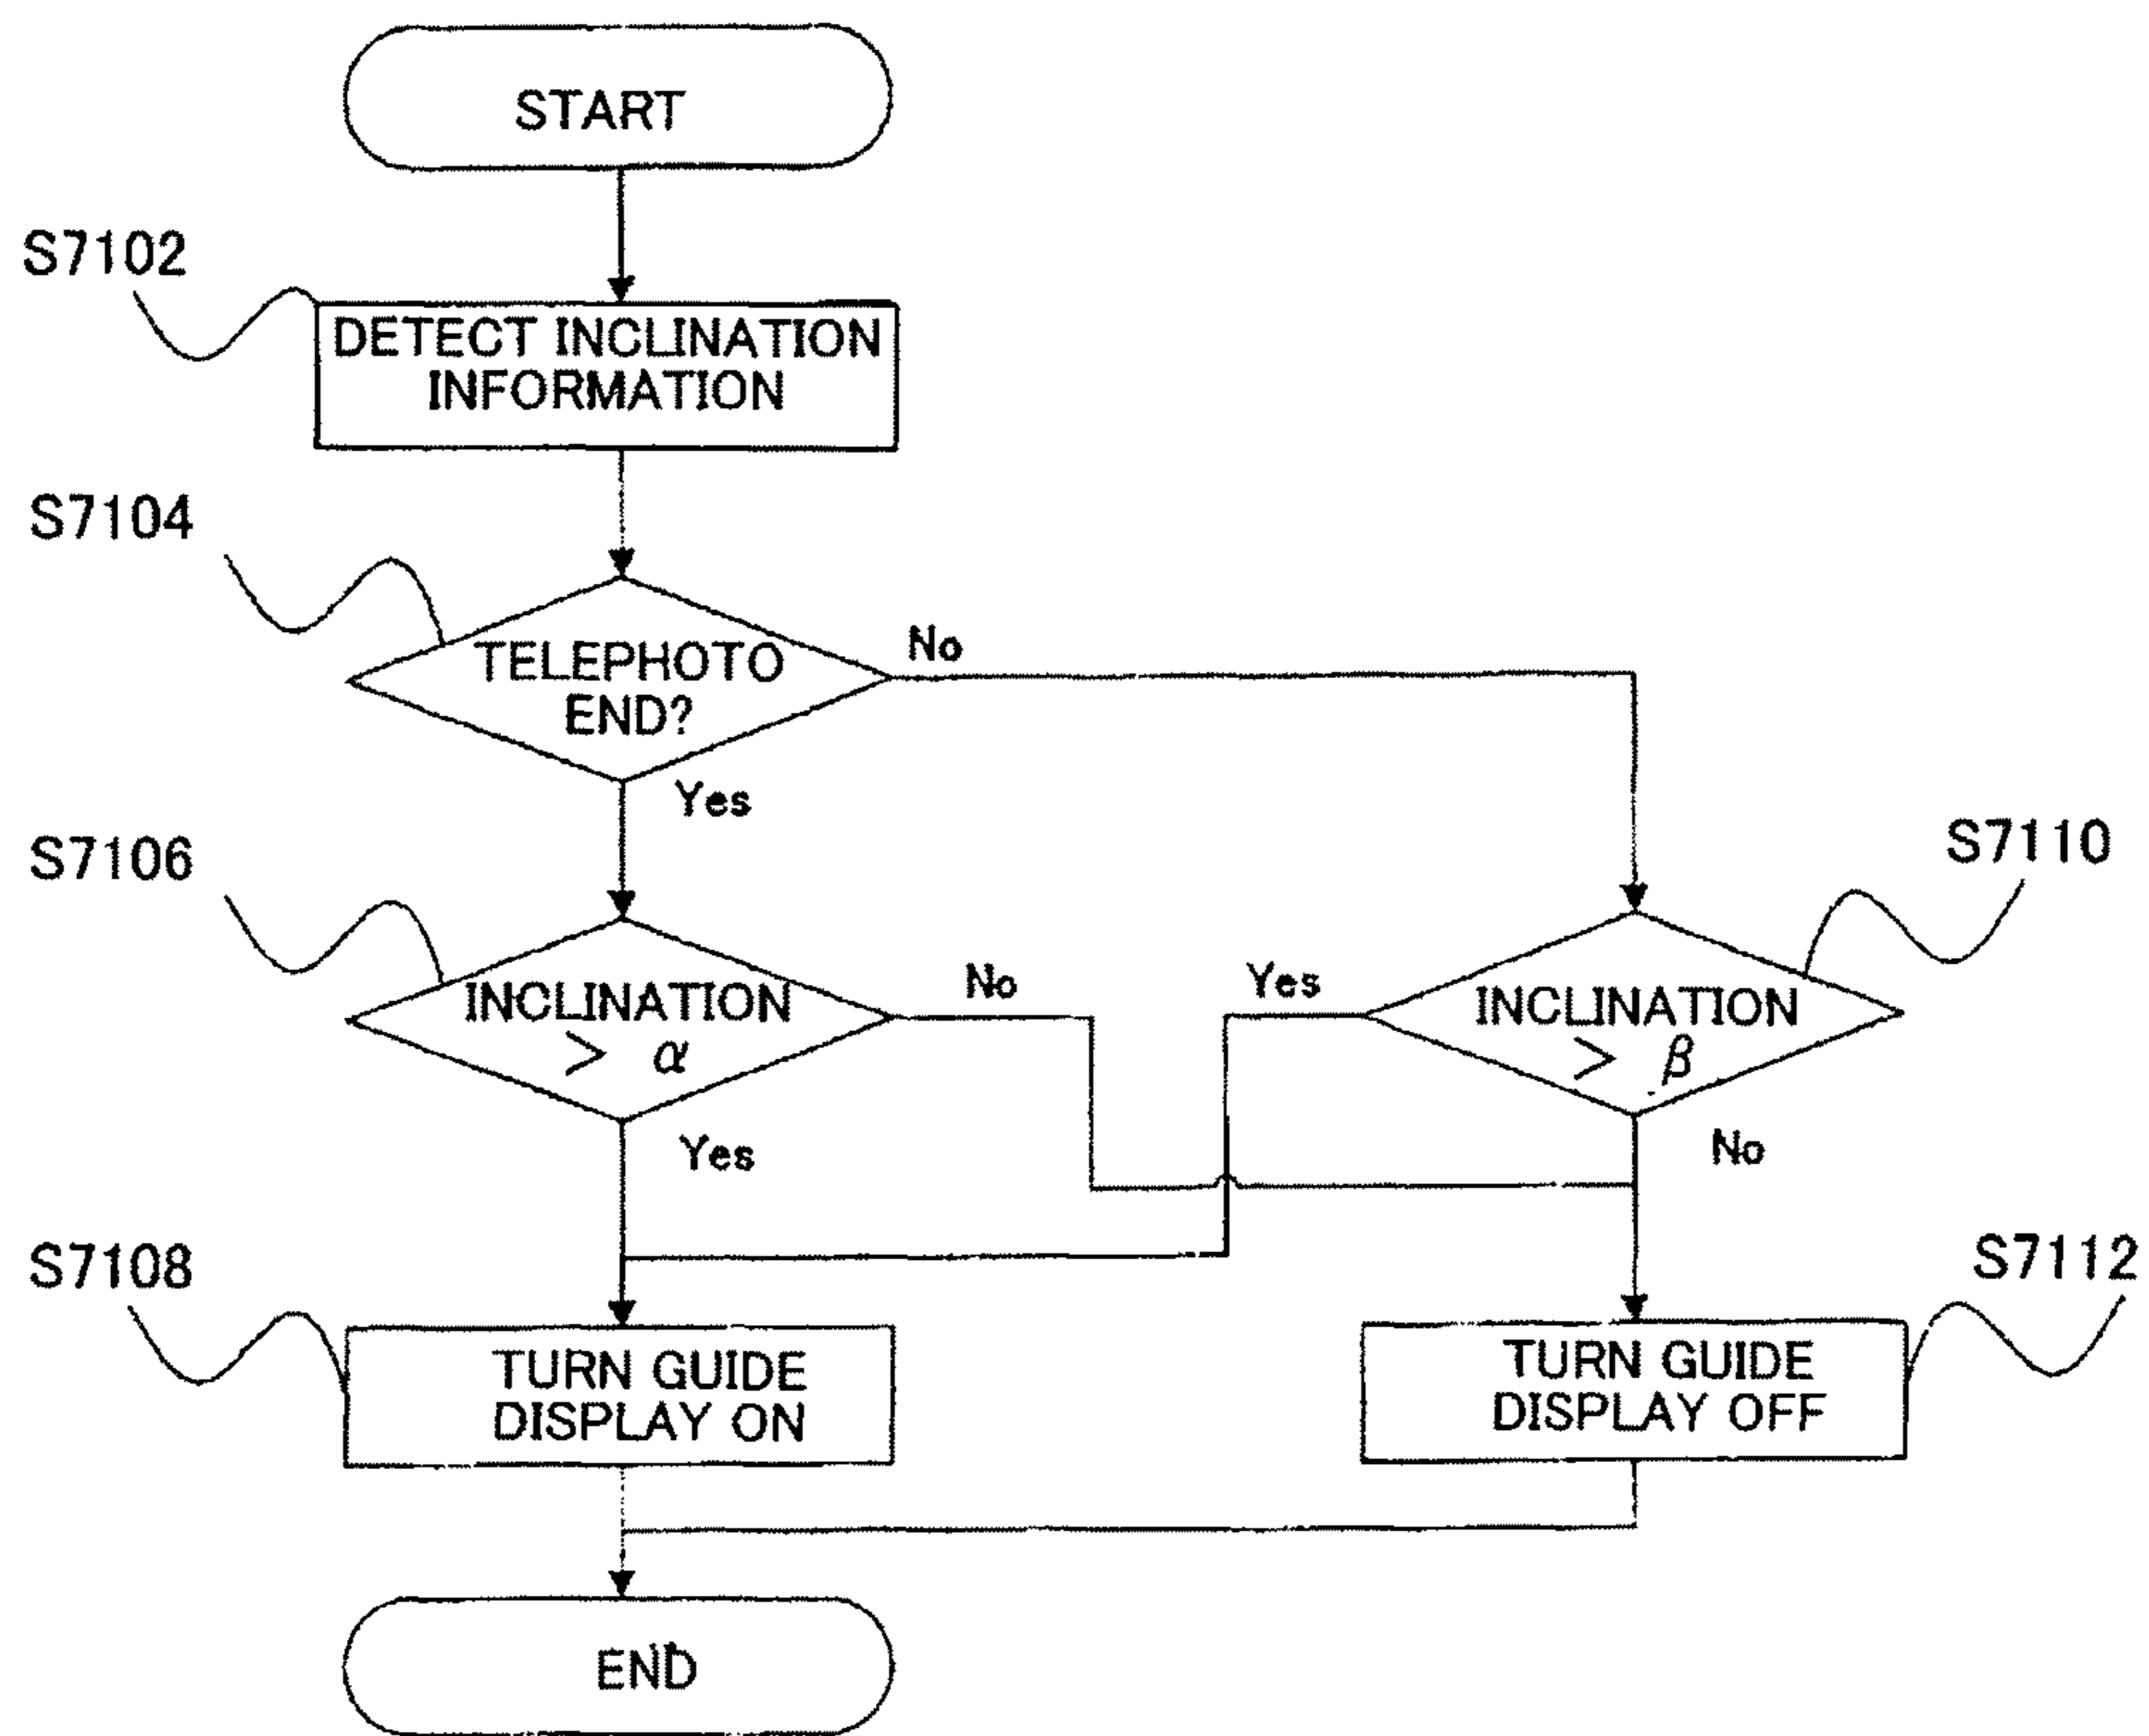 START
S7102
DETECT INCLINATION
INFORMATION
S7104
TELEPHOTO
END?
No
Yes
S7106
INCLINATION
> α
No
Yes
S7110
INCLINATION
> β
Yes
No
S7108
TURN GUIDE
DISPLAY ON
S7112
TURN GUIDE
DISPLAY OFF
END